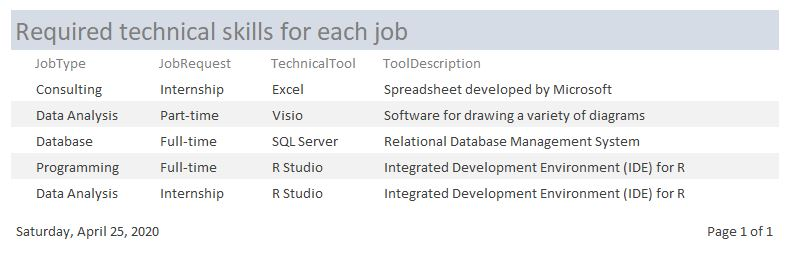 Required technical skills for each job
JobType JobRequest TechnicalTool ToolDescription
Consulting Internship Excel Spreadsheet developed by Microsoft
Data Analysis Part-time Visio Software for drawing a variety of diagrams
Database Full-time SQL Server Relational Database Management System
Programming Full-time R Studio Integrated Development Environment (IDE) for R
Data Analysis Internship R Studio Integrated Development Environment (IDE) for R
Saturday, April 25, 2020 Page 1 of 1